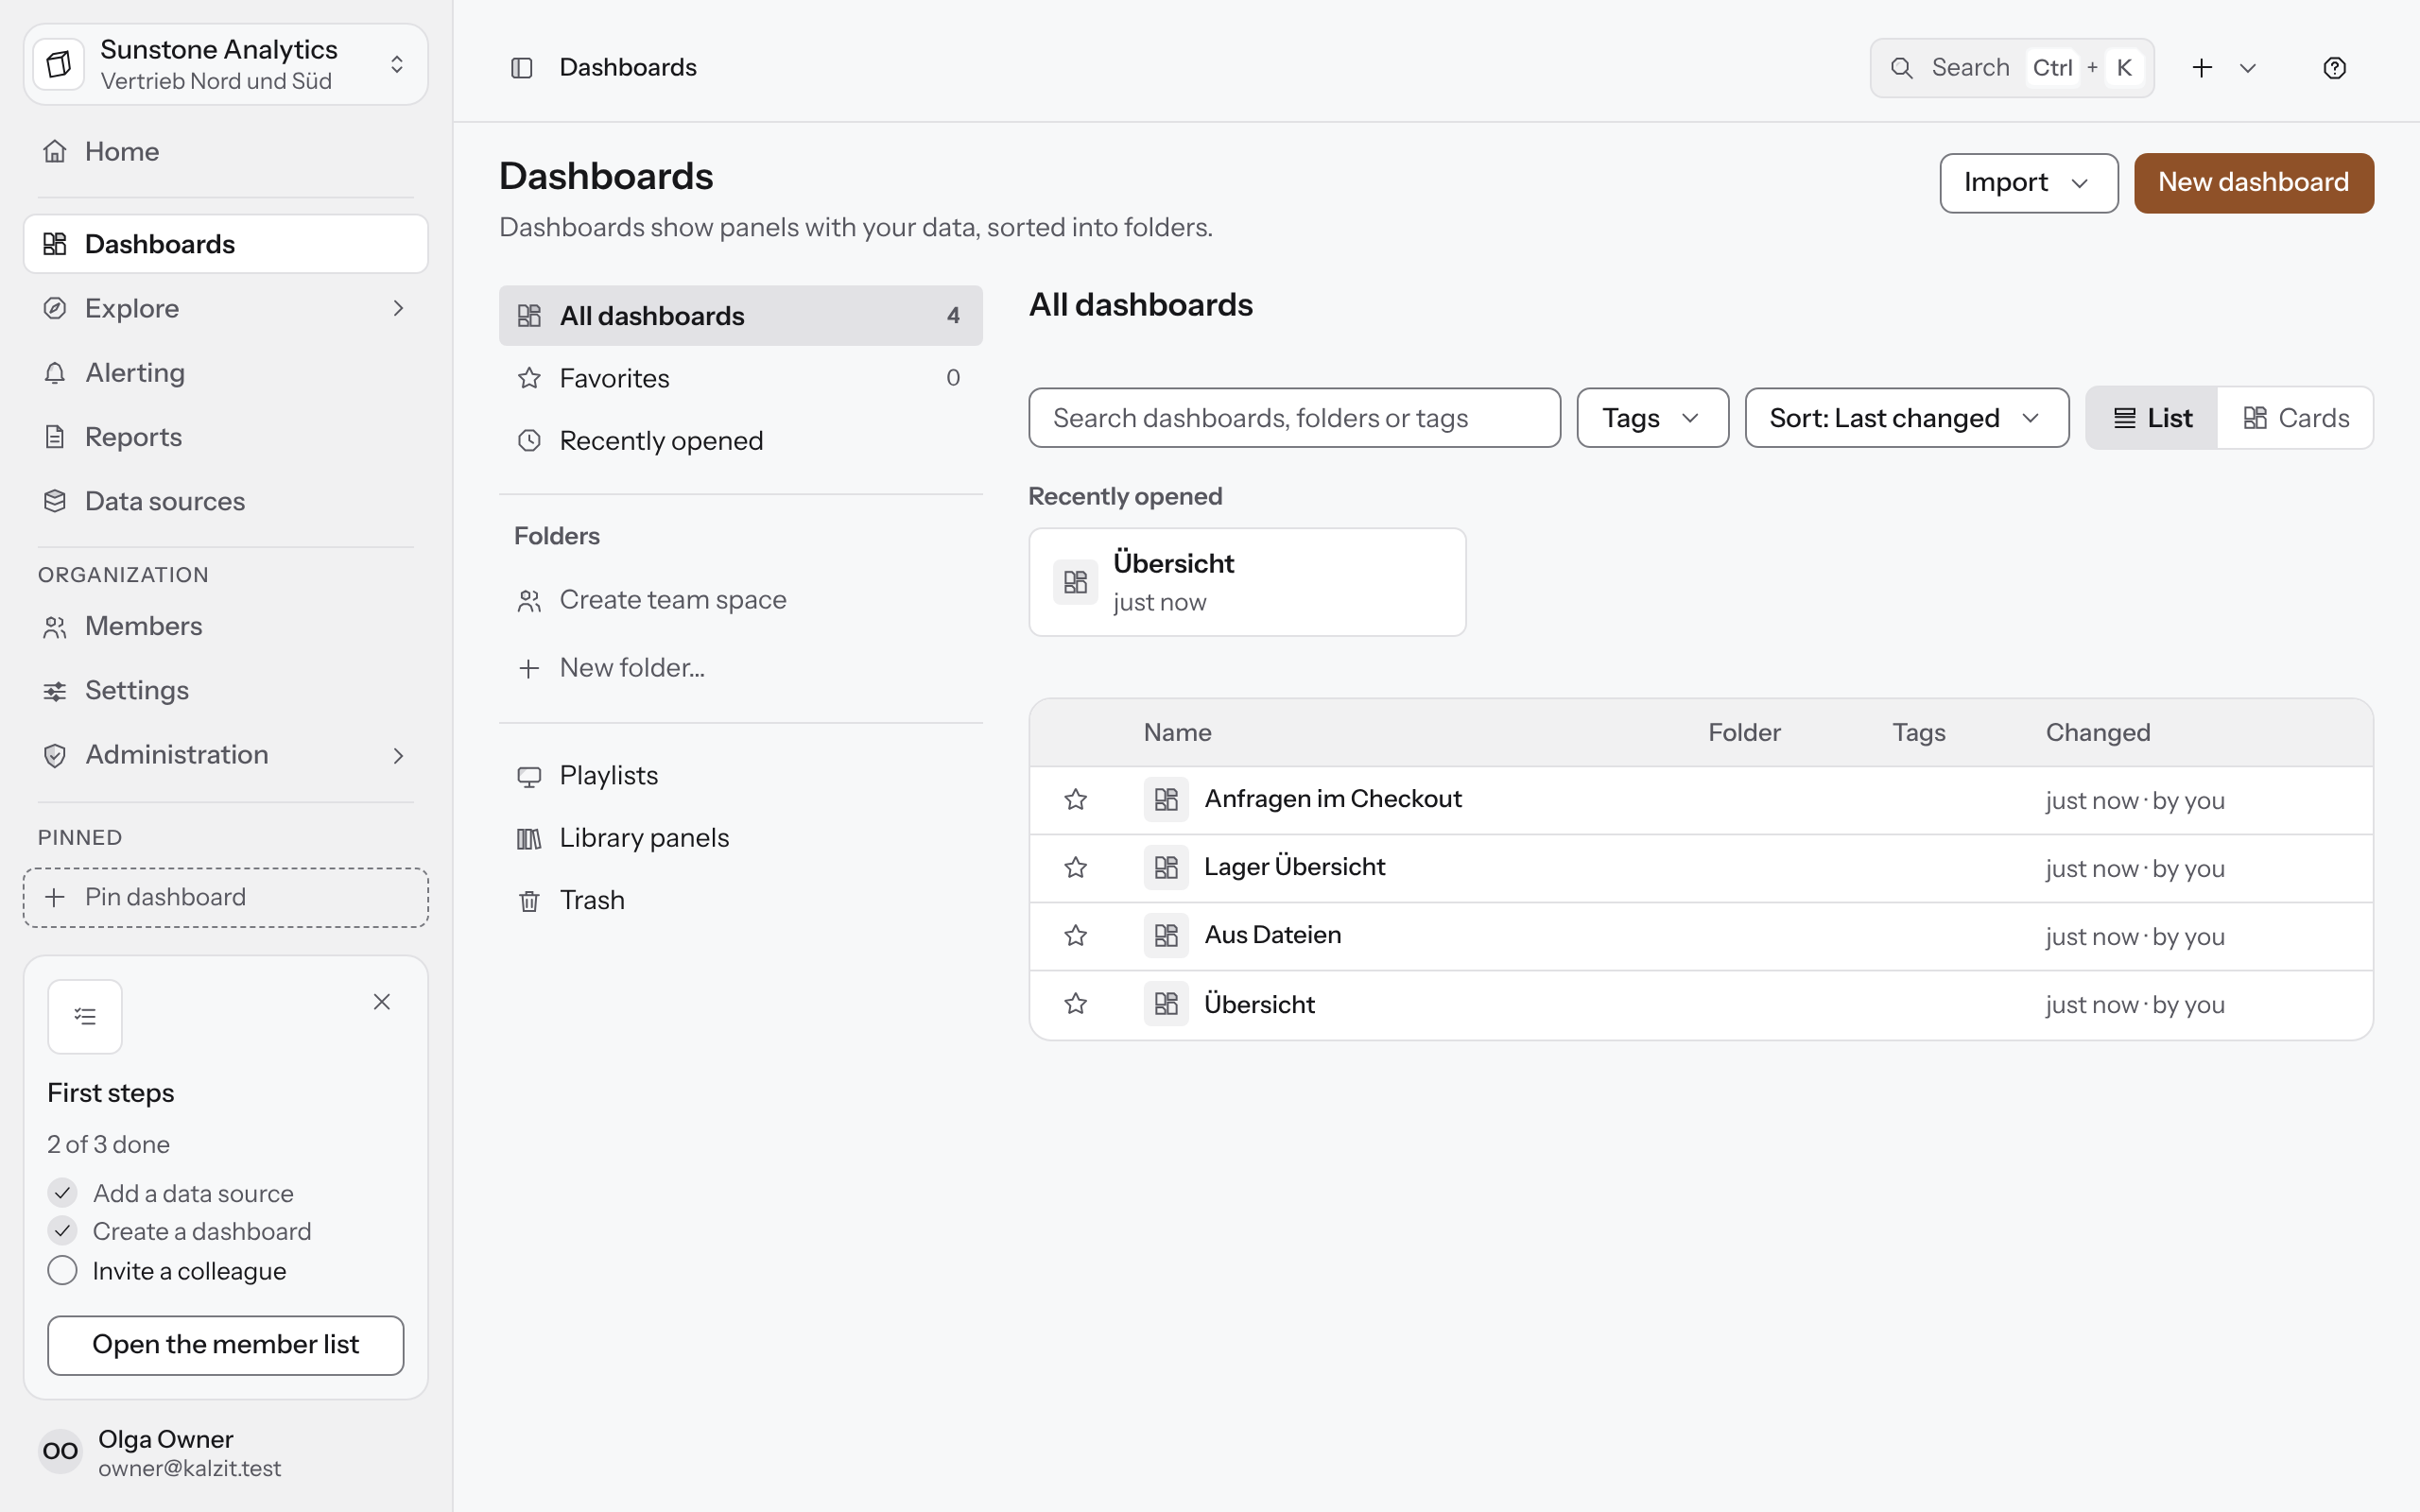 Sunstone Analytics
Vertrieb Nord und Süd
Home
Dashboards
Explore
Alerting
Reports
Data sources
ORGANIZATION
Members
Settings
Administration
PINNED
Pin dashboard
First steps
2 of 3 done
Add a data source
Create a dashboard
Invite a colleague
Open the member list
OO
Olga Owner
owner@kalzit.test
Dashboards
Search Ctrl + K
Dashboards
Dashboards show panels with your data, sorted into folders.
Import
New dashboard
All dashboards 4
Favorites 0
Recently opened
Folders
Create team space
New folder...
Playlists
Library panels
Trash
All dashboards
Search dashboards, folders or tags
Tags
Sort: Last changed
List
Cards
Recently opened
Übersicht
just now
Name Folder Tags Changed
Anfragen im Checkout just now · by you
Lager Übersicht just now · by you
Aus Dateien just now · by you
Übersicht just now · by you